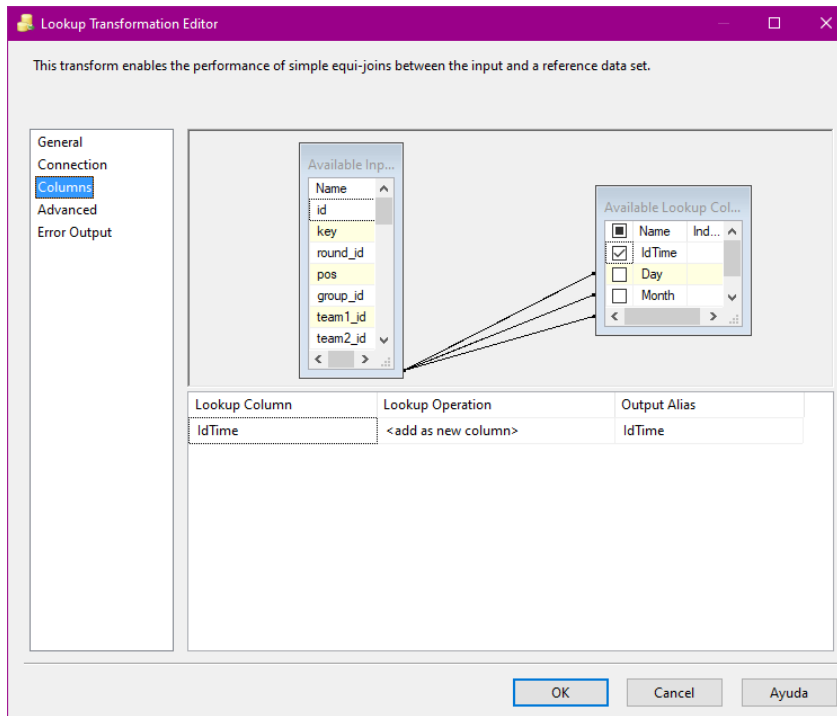 Lookup Transformation Editor
This transform enables the performance of simple equi-joins between the input and a reference data set.
General
Connection
Columns
Advanced
Error Output
Available Inp...
Name
id
key
round_id
pos
group_id
team1_id
team2_id
Available Lookup Col...
Name Ind...
IdTime
Day
Month
Lookup Column Lookup Operation Output Alias
IdTime <add as new column> IdTime
OK Cancel Ayuda